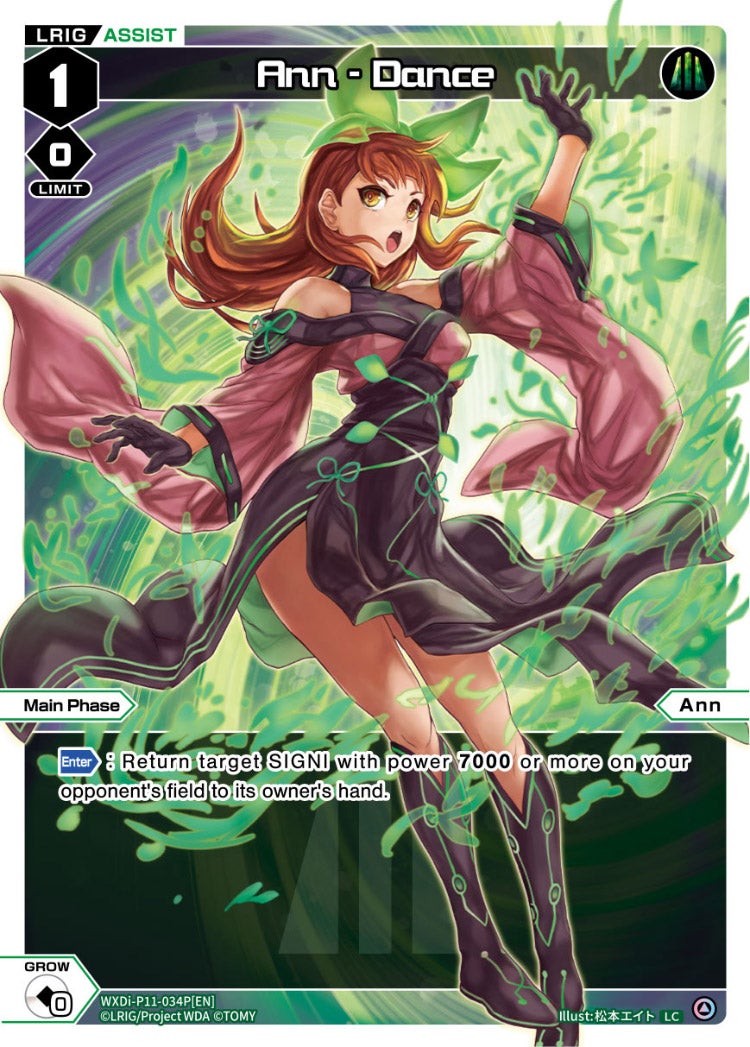 LRIG ASSIST
1
Ann - Dance
0
LIMIT
Main Phase
Ann
Enter : Return target SIGNI with power 7000 or more on your
opponent's field to its owner's hand.
GROW
0
WXDi-P11-034P[EN]
©LRIG/Project WDA ©TOMY
Illust:松本エイト LC